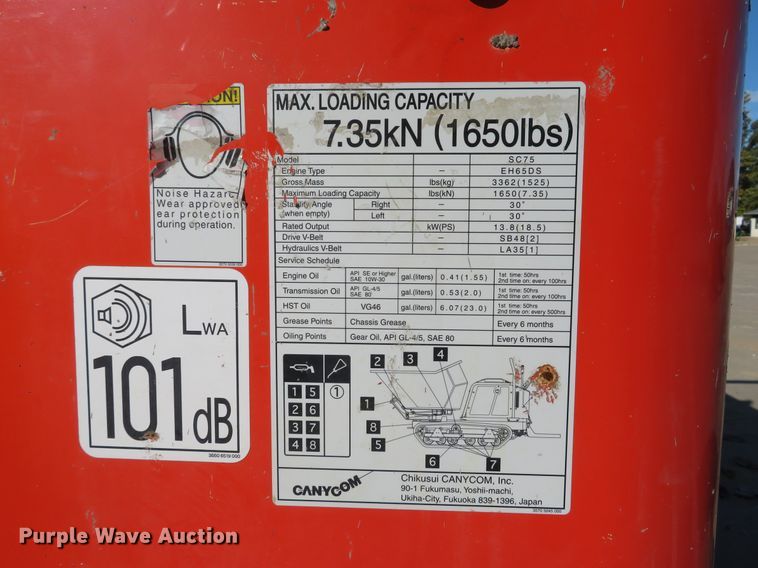 ON!
Noise Hazard.
Wear approved
ear protection
during operation.
LWA
101dB
3660 6519 000
MAX. LOADING CAPACITY
7.35kN (1650lbs)
Model SC75
Engine Type — EH65DS
Gross Mass lbs(kg) 3362(1525)
Maximum Loading Capacity lbs(kN) 1650(7.35)
Stability Angle (when empty) Right — 30°
Left — 30°
Rated Output kW(PS) 13.8(18.5)
Drive V-Belt — SB48[2]
Hydraulics V-Belt — LA35[1]
Service Schedule
Engine Oil API SE or Higher SAE 10W-30 gal.(liters) 0.41(1.55) 1st time: 50hrs 2nd time on: every 100hrs
Transmission Oil API GL-4/5 SAE 80 gal.(liters) 0.53(2.0) 1st time: 50hrs 2nd time on: every 100hrs
HST Oil VG46 gal.(liters) 6.07(23.0) 1st time: 50hrs 2nd time on: every 500hrs
Grease Points Chassis Grease Every 6 months
Oiling Points Gear Oil, API GL-4/5, SAE 80 Every 6 months
2 3 4
1 5 ①
2 6
3 7
4 8
1
8
5
6 7
CANYCOM
Chikusui CANYCOM, Inc.
90-1 Fukumasu, Yoshii-machi,
Ukiha-City, Fukuoka 839-1396, Japan
Purple Wave Auction